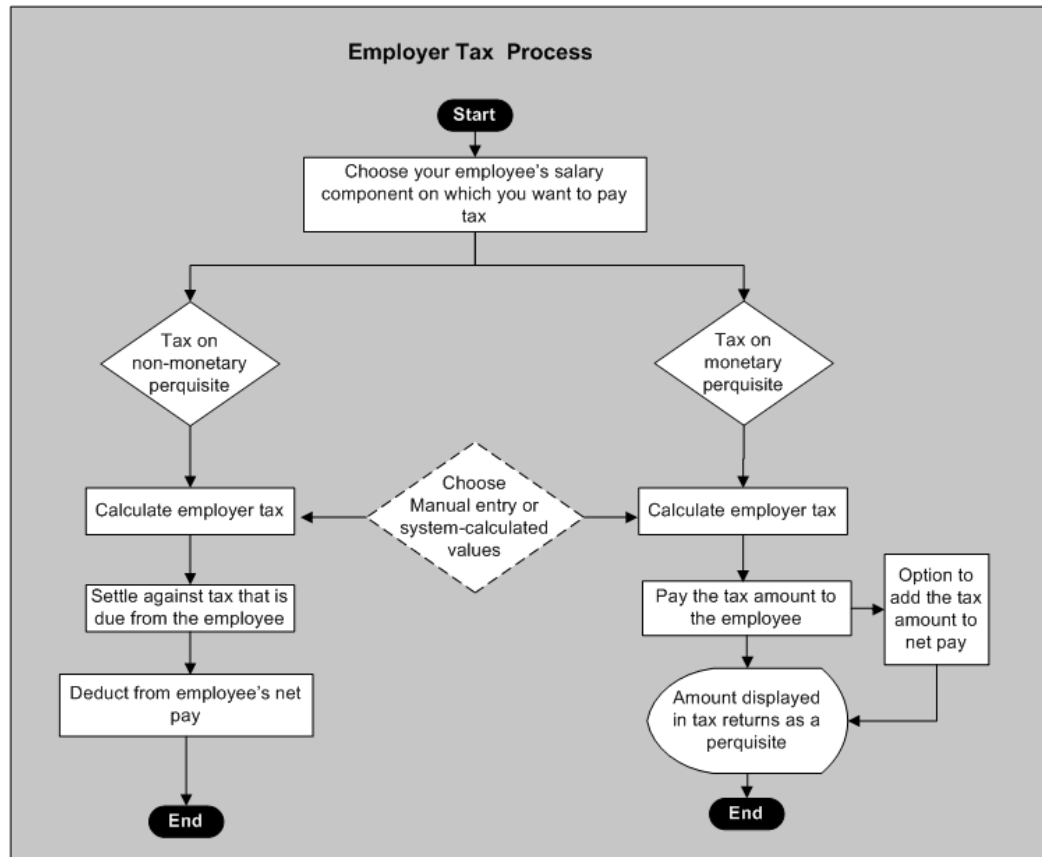 Employer Tax  Process
Start
Choose your employee's salary
component on which you want to pay
tax
Tax on
non-monetary
perquisite
Tax on
monetary
perquisite
Choose
Manual entry or
system-calculated
values
Calculate employer tax
Calculate employer tax
Settle against tax that is
due from the employee
Pay the tax amount to
the employee
Option to
add the tax
amount to
net pay
Deduct from employee's net
pay
Amount displayed
in tax returns as a
perquisite
End
End